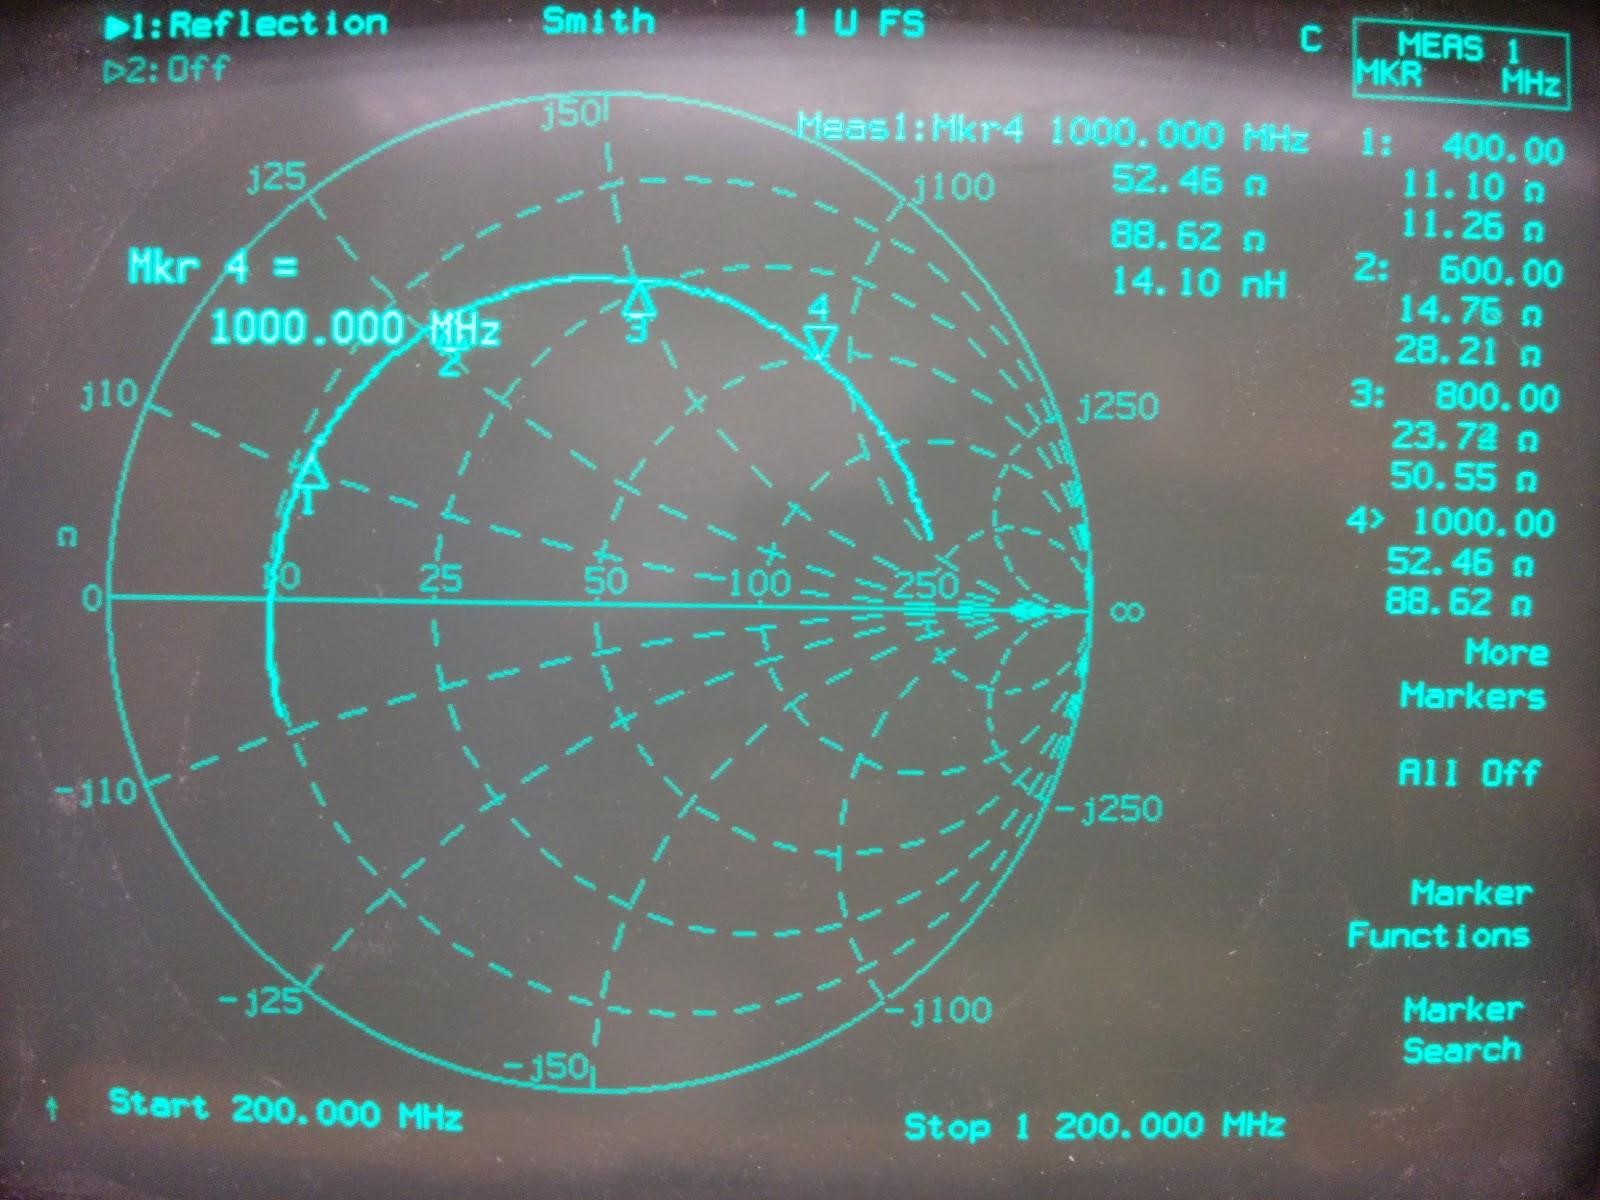 ▶1:Reflection Smith 1 U FS
▷2:Off
C
MEAS 1
MKR MHz
Meas1:Mkr4 1000.000 MHz
52.46 Ω
88.62 Ω
14.10 nH
Mkr 4 =
1000.000 MHz
1: 400.00
11.10 Ω
11.26 Ω
2: 600.00
14.76 Ω
28.21 Ω
3: 800.00
Ω
50.55 Ω
4> 1000.00
52.46 Ω
88.62 Ω
j50
j25
j100
j10
j250
4
3
2
1
Ω
0 10 25 50 100 250 ∞
-j10
-j250
-j25
-j100
-j50
More
Markers
All Off
Marker
Functions
Marker
Search
↑
Start 200.000 MHz
Stop 1 200.000 MHz